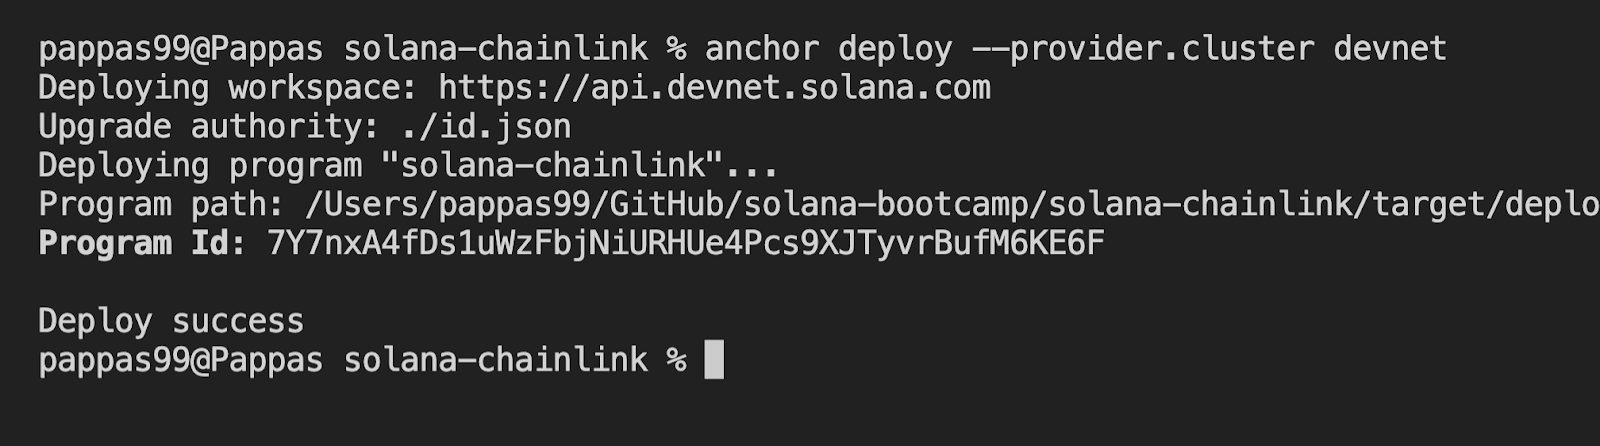 pappas99@Pappas solana-chainlink % anchor deploy --provider.cluster devnet
Deploying workspace: https://api.devnet.solana.com
Upgrade authority: ./id.json
Deploying program "solana-chainlink"...
Program path: /Users/pappas99/GitHub/solana-bootcamp/solana-chainlink/target/deplo
Program Id: 7Y7nxA4fDs1uWzFbjNiURHUe4Pcs9XJTyvrBufM6KE6F
Deploy success
pappas99@Pappas solana-chainlink %